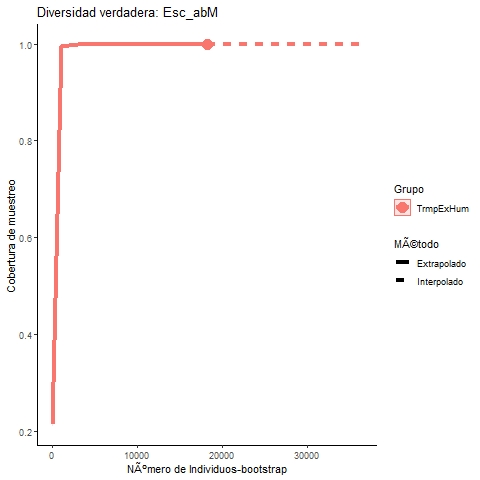 Diversidad verdadera: Esc_abM
1.0
0.8
0.6
0.4
0.2
Cobertura de muestreo
0
10000
20000
30000
NÃºmero de Individuos-bootstrap
Grupo
TrmpExHum
MÃ©todo
Extrapolado
Interpolado